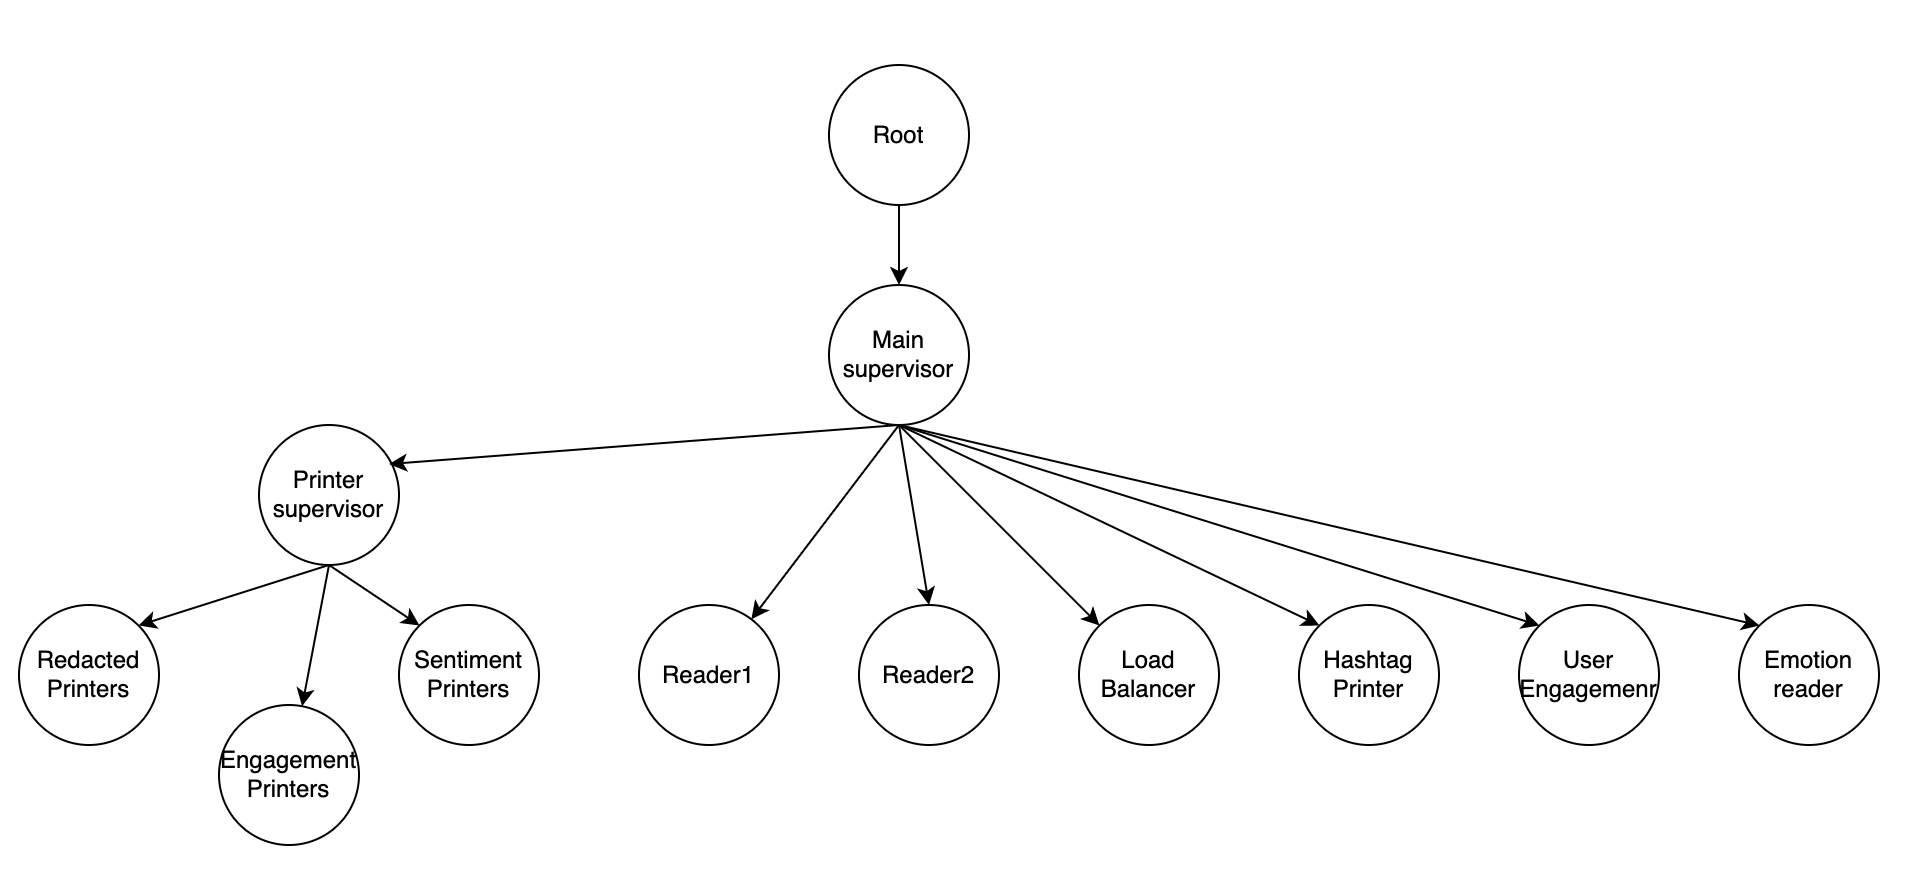 Root
Main
supervisor
Printer
supervisor
Redacted
Printers
Engagement
Printers
Sentiment
Printers
Reader1
Reader2
Load
Balancer
Hashtag
Printer
User
Engagemenr
Emotion
reader